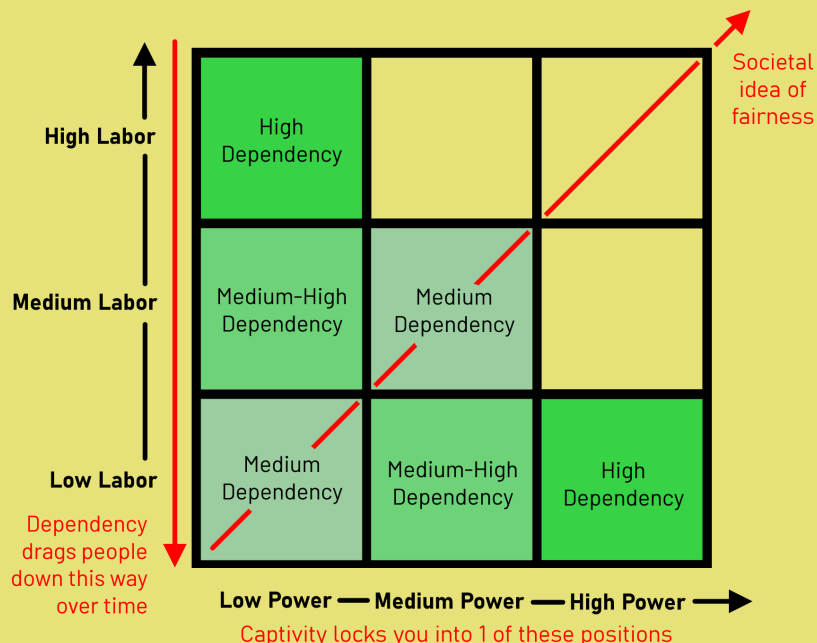 Societal
idea of
fairness
High Labor
High
Dependency
Medium Labor
Medium-High
Dependency
Medium
Dependency
Low Labor
Medium
Dependency
Medium-High
Dependency
High
Dependency
Dependency
drags people
down this way
over time
Low Power
Medium Power
High Power
Captivity locks you into 1 of these positions